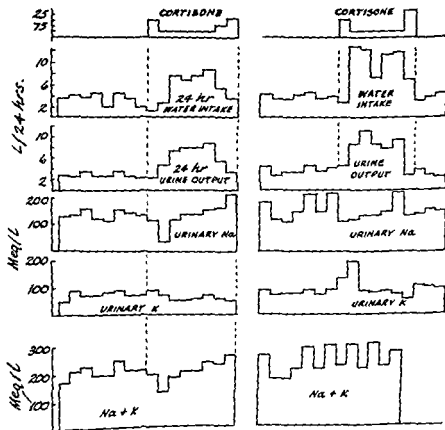 CORTISONE
CORTISONE
25
75
L/24 hrs.
10
6
2
24 hr
WATER INTAKE
WATER
INTAKE
10
6
2
24 hr
URINE OUTPUT
URINE
OUTPUT
Meq/L
200
100
URINARY Na
URINARY Na
200
100
URINARY K
URINARY K
Meq/L
300
200
100
Na + K
Na + K